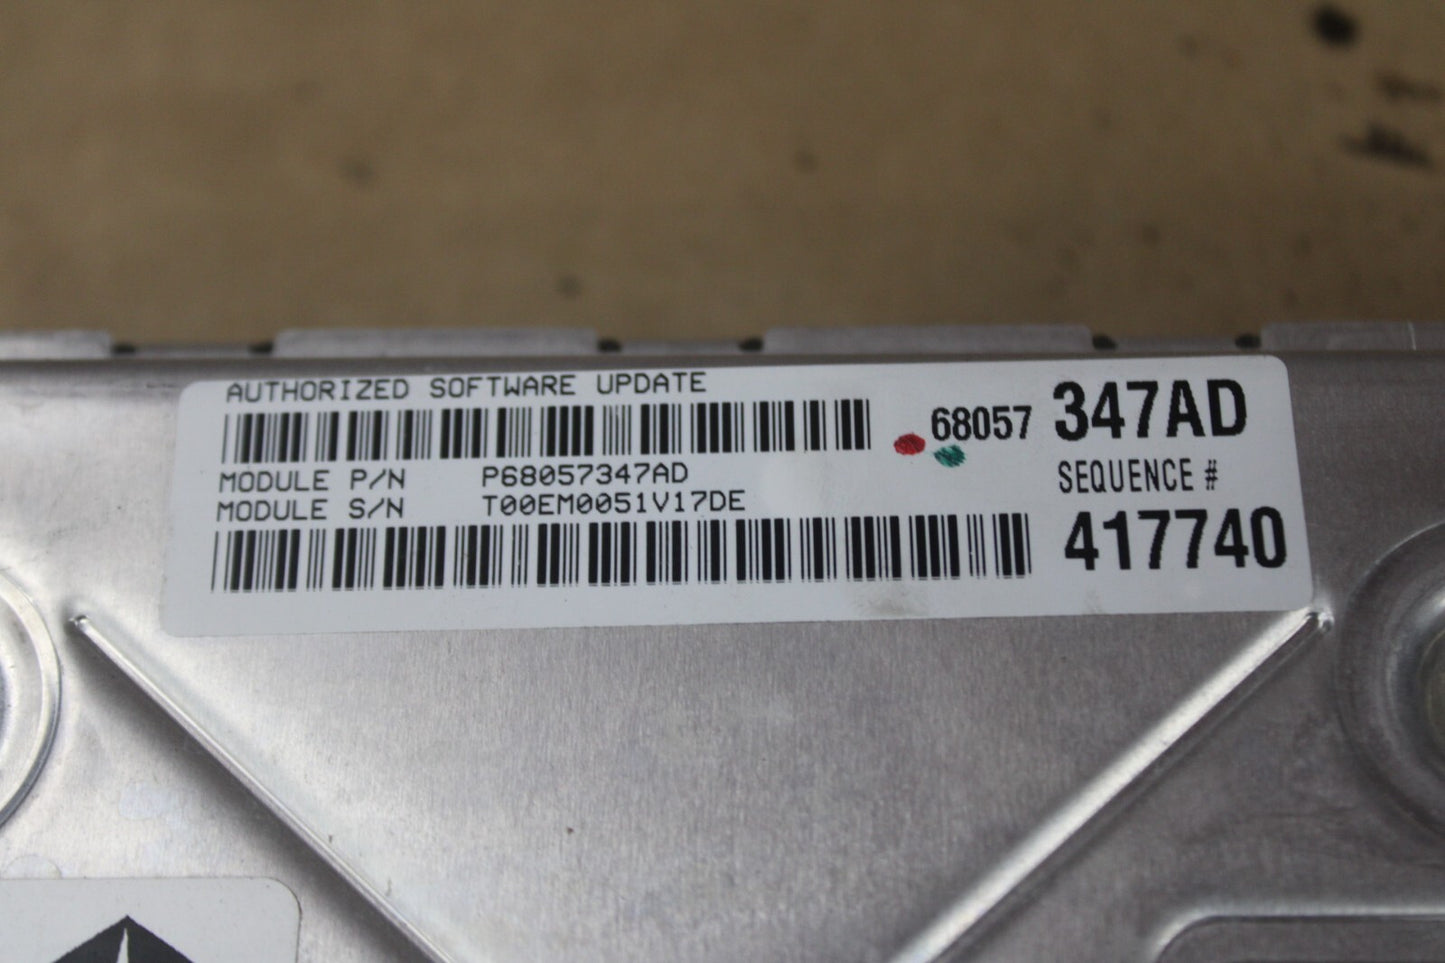 AUTHORIZED SOFTWARE UPDATE
68057 347AD
MODULE P/N P68057347AD
MODULE S/N T00EM0051V17DE
SEQUENCE #
417740